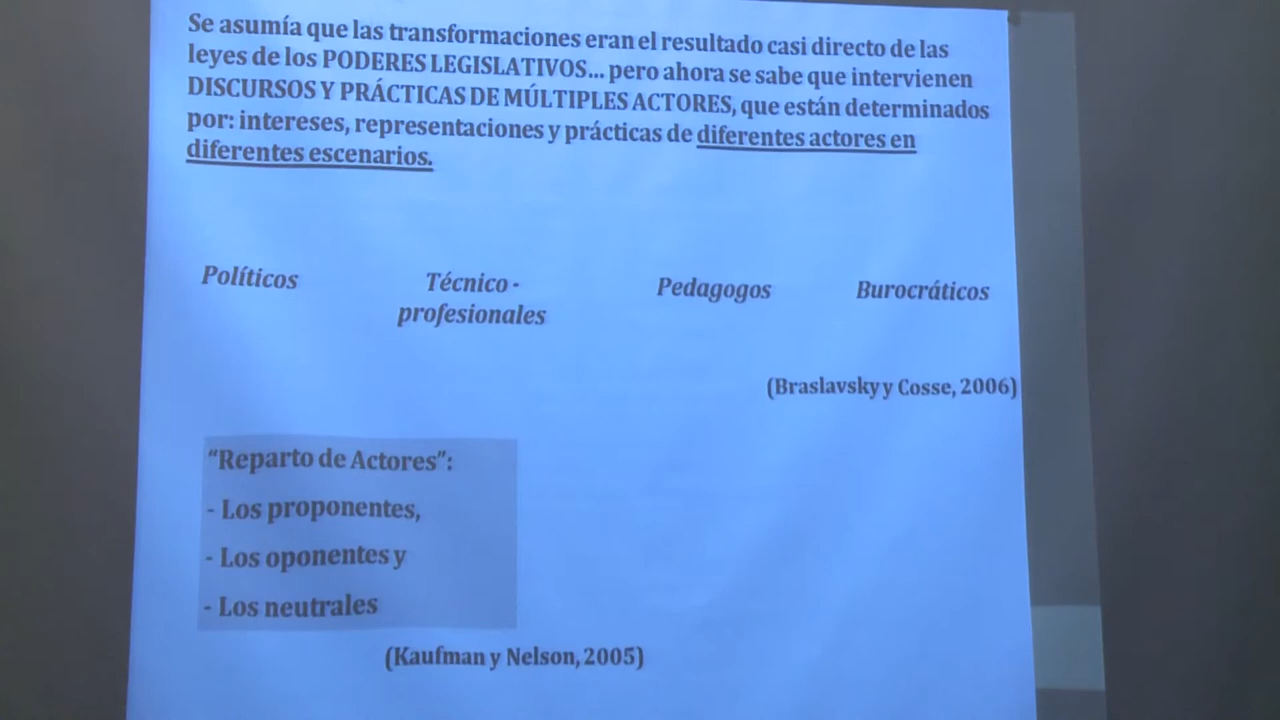 Se asumía que las transformaciones eran el resultado casi directo de las
leyes de los PODERES LEGISLATIVOS... pero ahora se sabe que intervienen
DISCURSOS Y PRÁCTICAS DE MÚLTIPLES ACTORES, que están determinados
por: intereses, representaciones y prácticas de diferentes actores en
diferentes escenarios.
Políticos
Técnico -
profesionales
Pedagogos
Burocráticos
(Braslavsky y Cosse, 2006)
“Reparto de Actores”:
- Los proponentes,
- Los oponentes y
- Los neutrales
(Kaufman y Nelson, 2005)